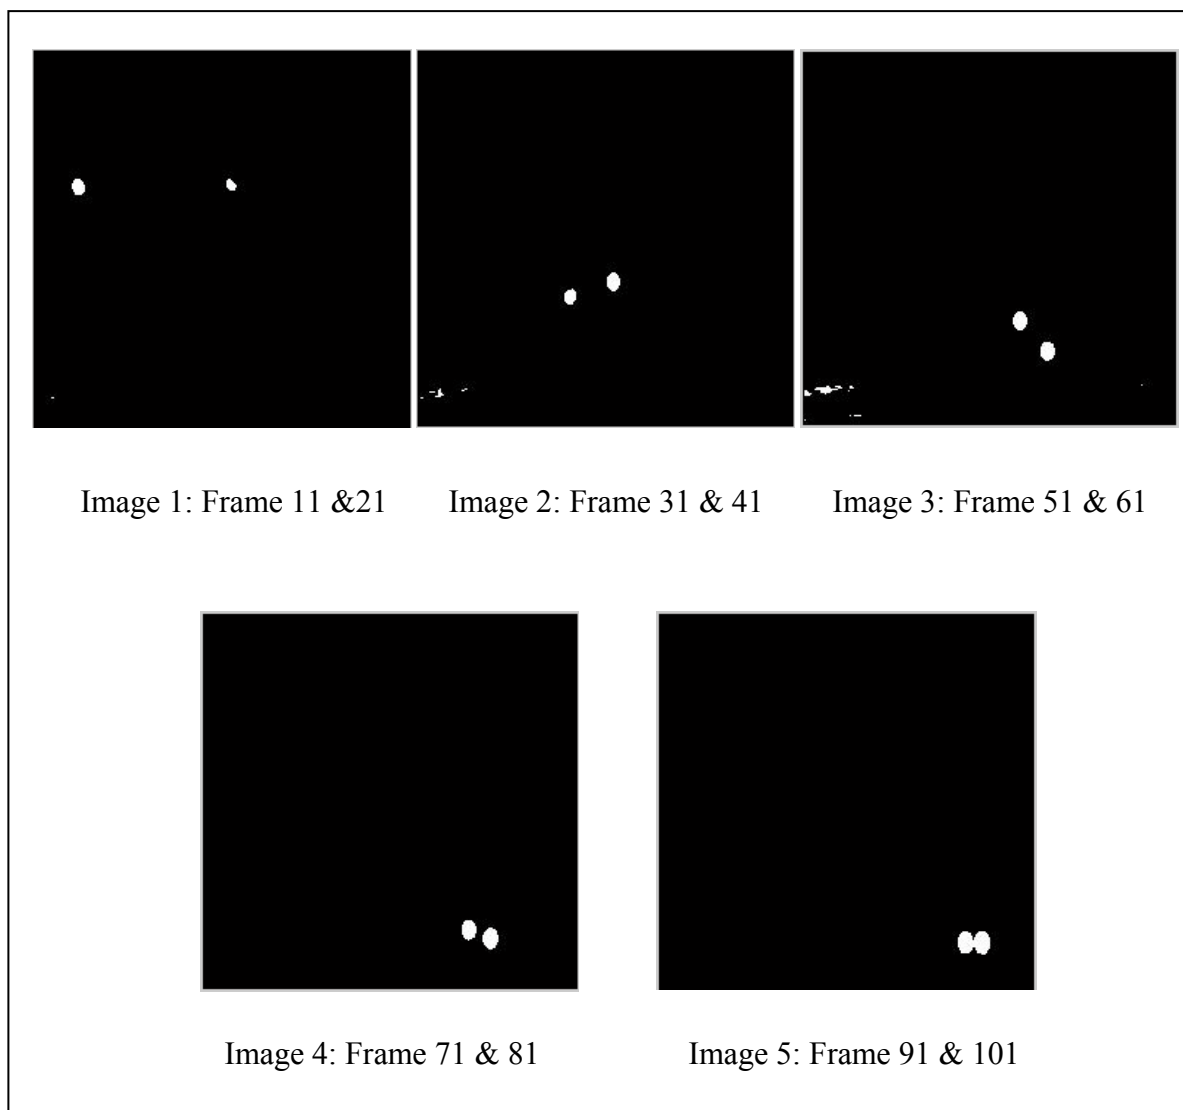 Image 1: Frame 11 &21
Image 2: Frame 31 & 41
Image 3: Frame 51 & 61
Image 4: Frame 71 & 81
Image 5: Frame 91 & 101